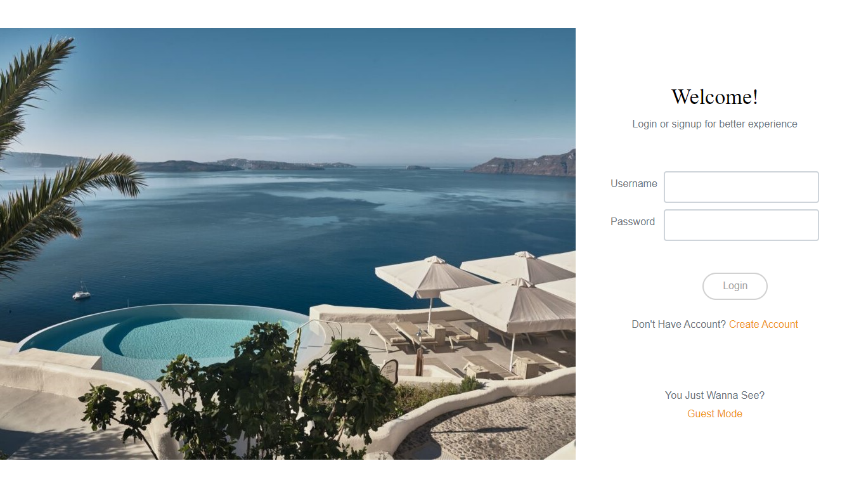 Welcome!
Login or signup for better experience
Username
Password
Login
Don't Have Account? Create Account
You Just Wanna See?
Guest Mode